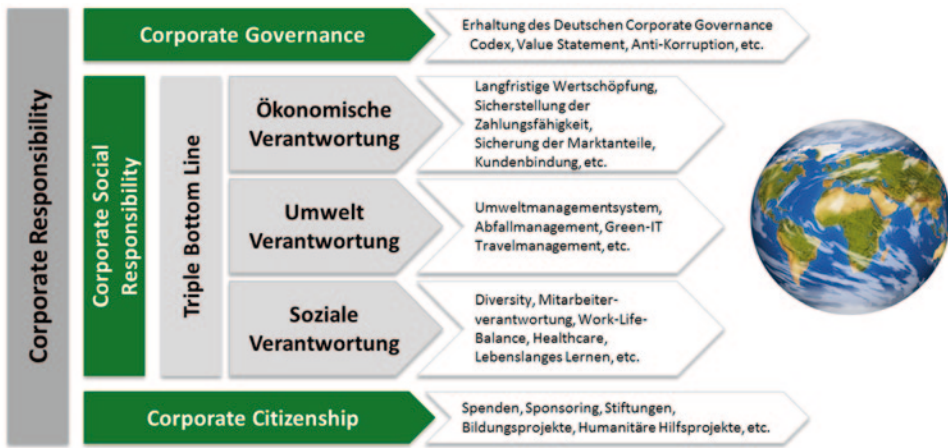 Corporate Responsibility
Corporate Governance
Erhaltung des Deutschen Corporate Governance
Codex, Value Statement, Anti-Korruption, etc.
Corporate Social
Responsibility
Triple Bottom Line
Ökonomische
Verantwortung
Langfristige Wertschöpfung,
Sicherstellung der
Zahlungsfähigkeit,
Sicherung der Marktanteile,
Kundenbindung, etc.
Umwelt
Verantwortung
Umweltmanagementsystem,
Abfallmanagement, Green-IT
Travelmanagement, etc.
Soziale
Verantwortung
Diversity, Mitarbeiter-
verantwortung, Work-Life-
Balance, Healthcare,
Lebenslanges Lernen, etc.
Corporate Citizenship
Spenden, Sponsoring, Stiftungen,
Bildungsprojekte, Humanitäre Hilfsprojekte, etc.